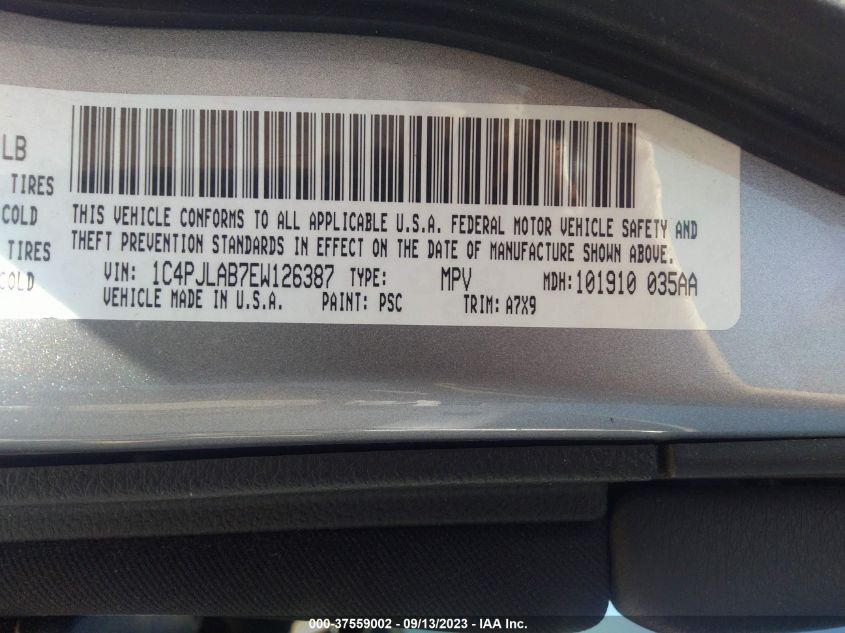 LB
TIRES
COLD
TIRES
COLD
THIS VEHICLE CONFORMS TO ALL APPLICABLE U.S.A. FEDERAL MOTOR VEHICLE SAFETY AND
THEFT PREVENTION STANDARDS IN EFFECT ON THE DATE OF MANUFACTURE SHOWN ABOVE.
VIN: 1C4PJLAB7EW126387 TYPE: MPV MDH:101910 035AA
VEHICLE MADE IN U.S.A. PAINT: PSC TRIM: A7X9
000-37559002 - 09/13/2023 - IAA Inc.